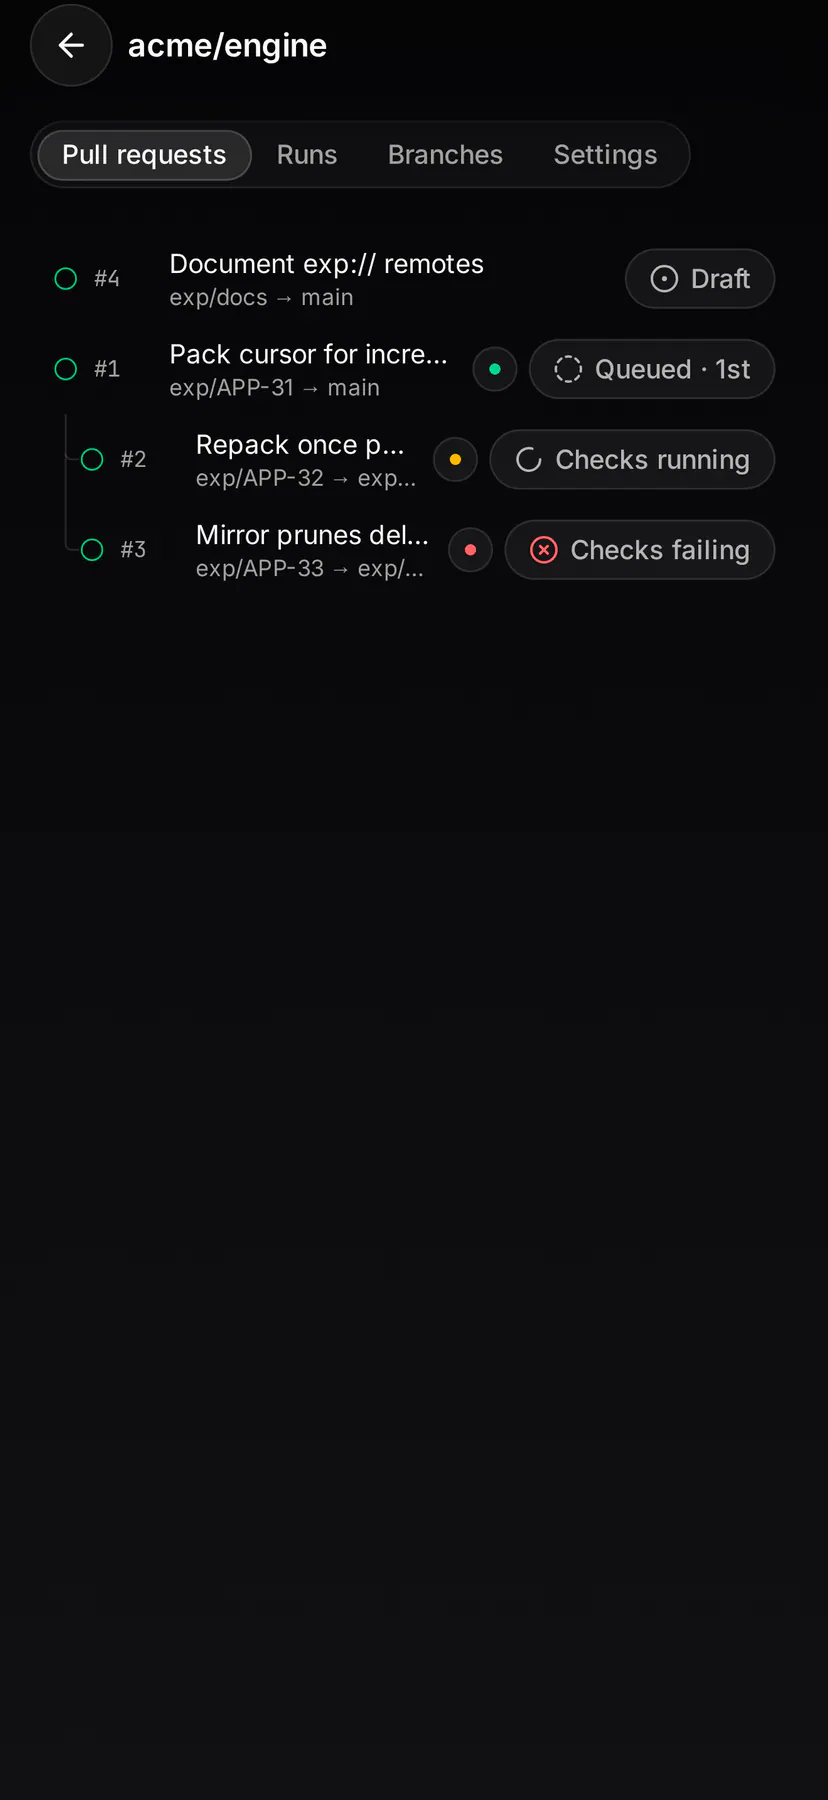 acme/engine
Pull requests
Runs
Branches
Settings
#4
Document exp:// remotes
exp/docs → main
Draft
#1
Pack cursor for incre...
exp/APP-31 → main
Queued · 1st
#2
Repack once p...
exp/APP-32 → exp...
Checks running
#3
Mirror prunes del...
exp/APP-33 → exp/...
Checks failing